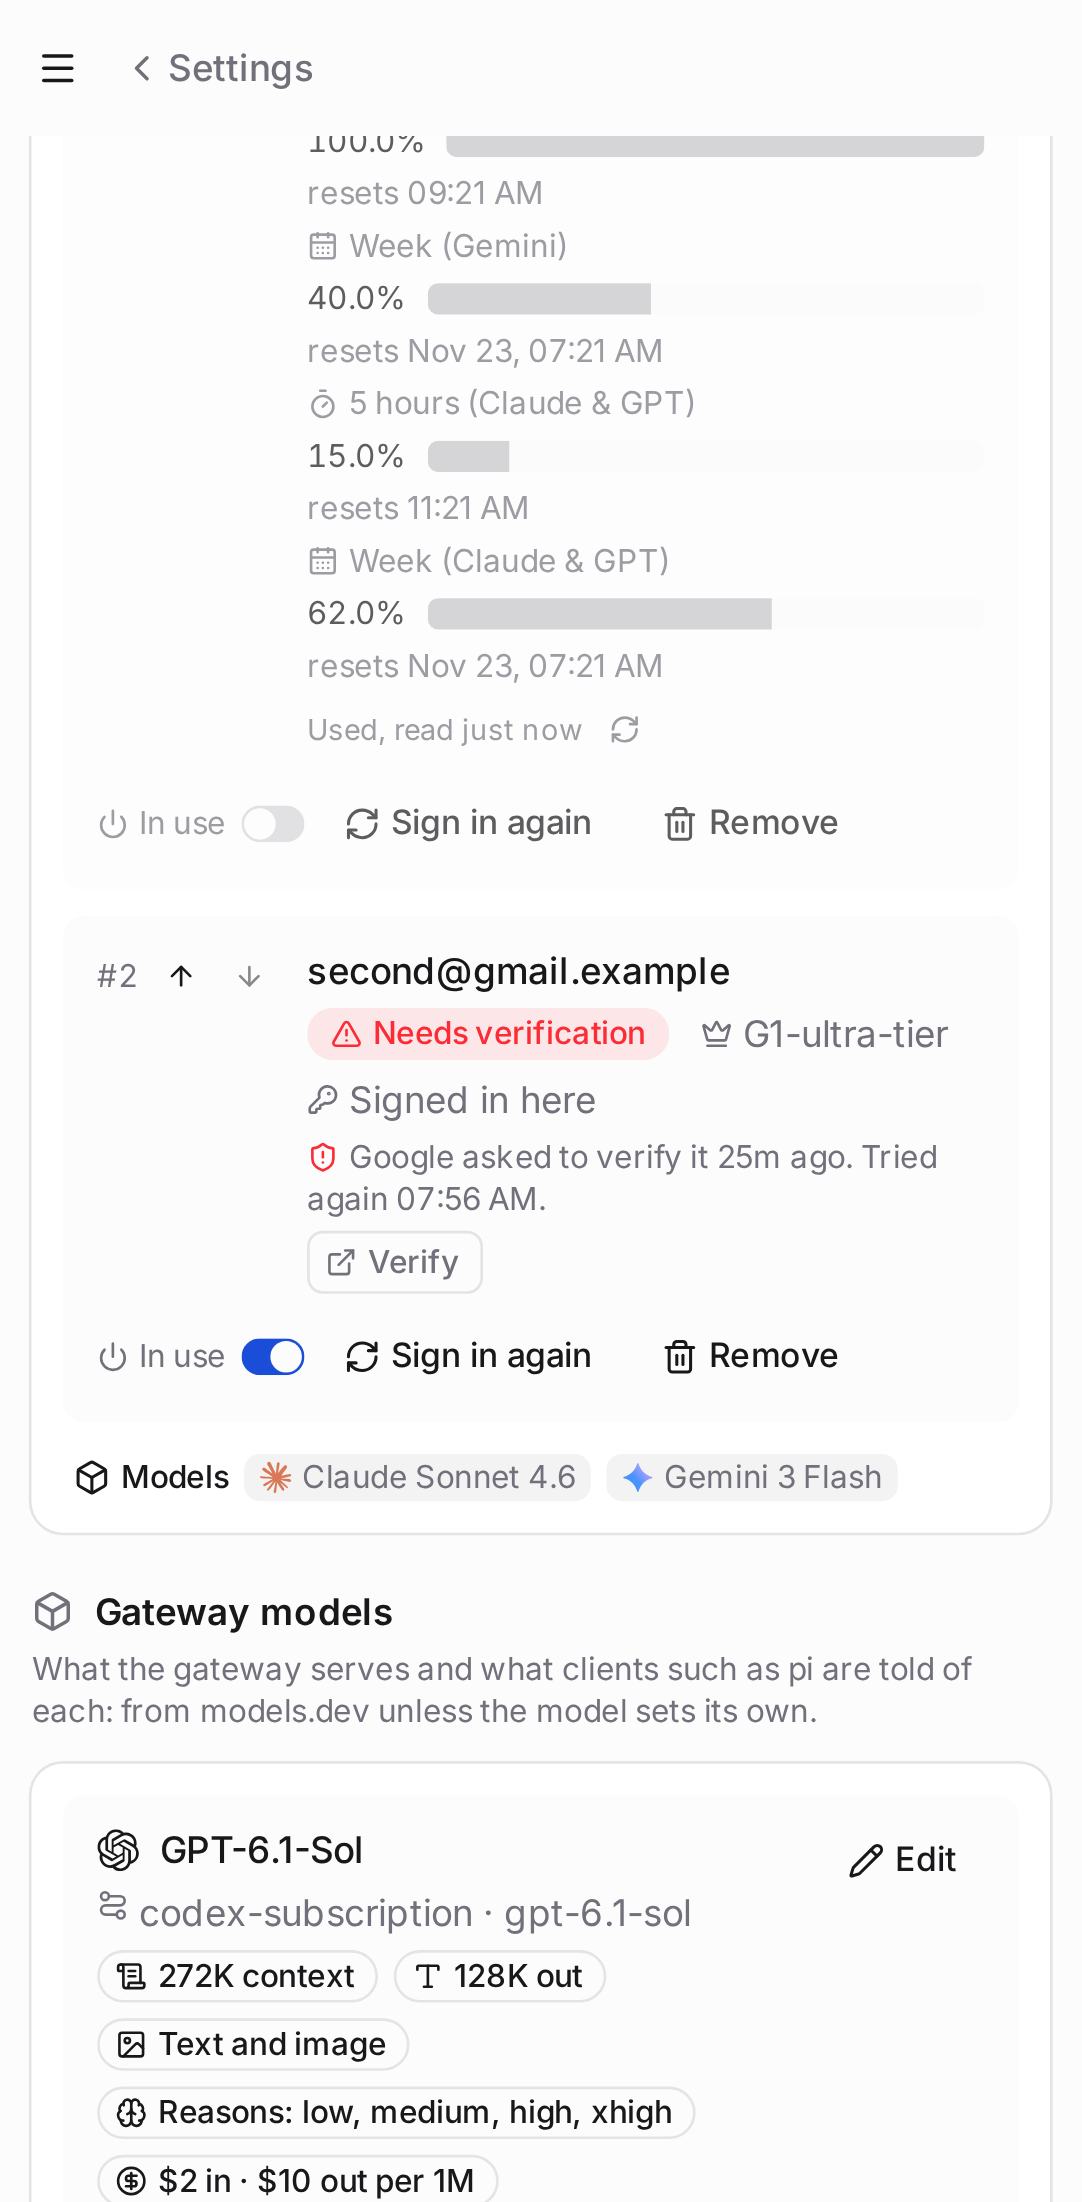 Settings
100.0%
resets 09:21 AM
Week (Gemini)
40.0%
resets Nov 23, 07:21 AM
5 hours (Claude & GPT)
15.0%
resets 11:21 AM
Week (Claude & GPT)
62.0%
resets Nov 23, 07:21 AM
Used, read just now
In use Sign in again Remove
#2 second@gmail.example
Needs verification G1-ultra-tier
Signed in here
Google asked to verify it 25m ago. Tried
again 07:56 AM.
Verify
In use Sign in again Remove
Models Claude Sonnet 4.6 Gemini 3 Flash
Gateway models
What the gateway serves and what clients such as pi are told of
each: from models.dev unless the model sets its own.
GPT-6.1-Sol Edit
codex-subscription · gpt-6.1-sol
272K context 128K out
Text and image
Reasons: low, medium, high, xhigh
$2 in · $10 out per 1M